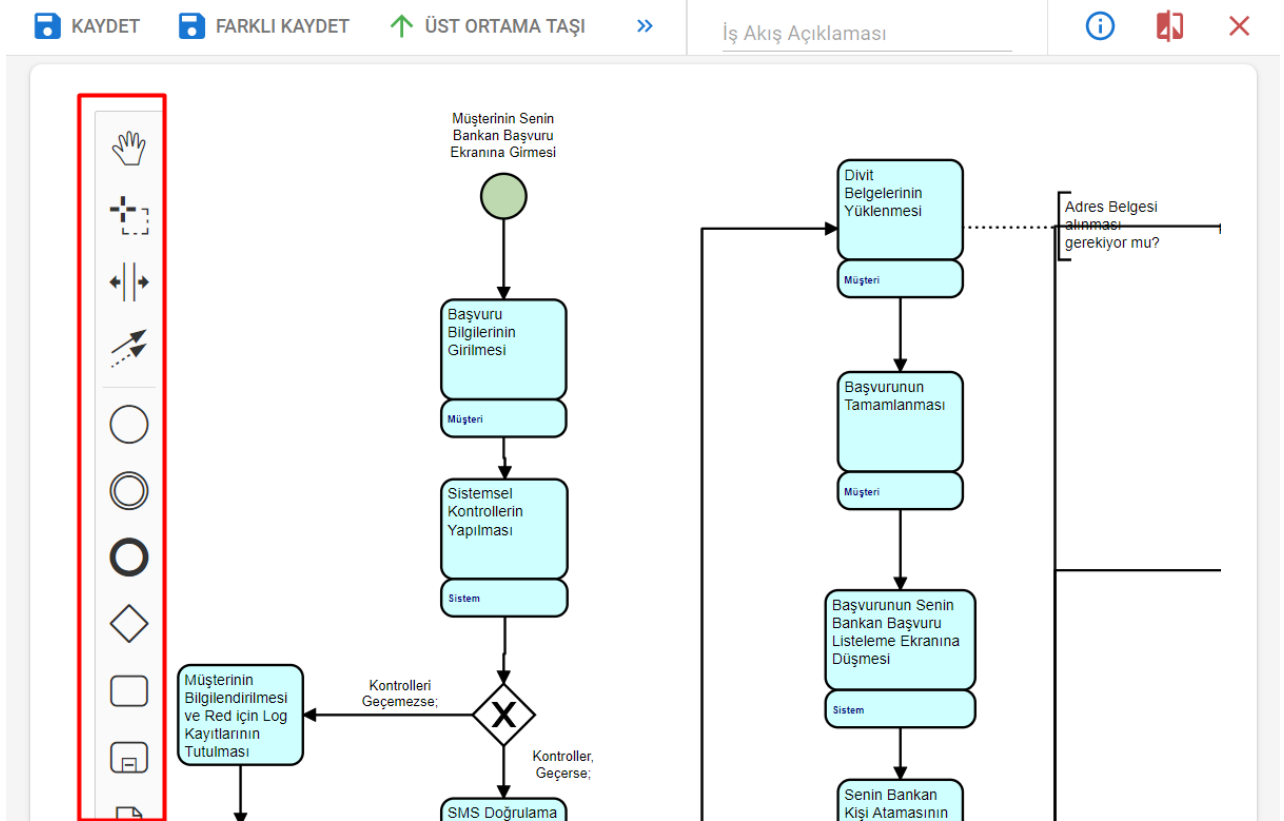 KAYDET
FARKLI KAYDET
ÜST ORTAMA TAŞI
»
İş Akış Açıklaması
Müşterinin Senin
Bankan Başvuru
Ekranına Girmesi
Başvuru
Bilgilerinin
Girilmesi
Müşteri
Sistemsel
Kontrollerin
Yapılması
Sistem
X
Kontrolleri
Geçemezse;
Müşterinin
Bilgilendirilmesi
ve Red için Log
Kayıtlarının
Tutulması
Kontroller,
Geçerse;
SMS Doğrulama
Divit
Belgelerinin
Yüklenmesi
Müşteri
Adres Belgesi
alınması
gerekiyor mu?
Başvurunun
Tamamlanması
Müşteri
Başvurunun Senin
Bankan Başvuru
Listeleme Ekranına
Düşmesi
Sistem
Senin Bankan
Kişi Atamasının